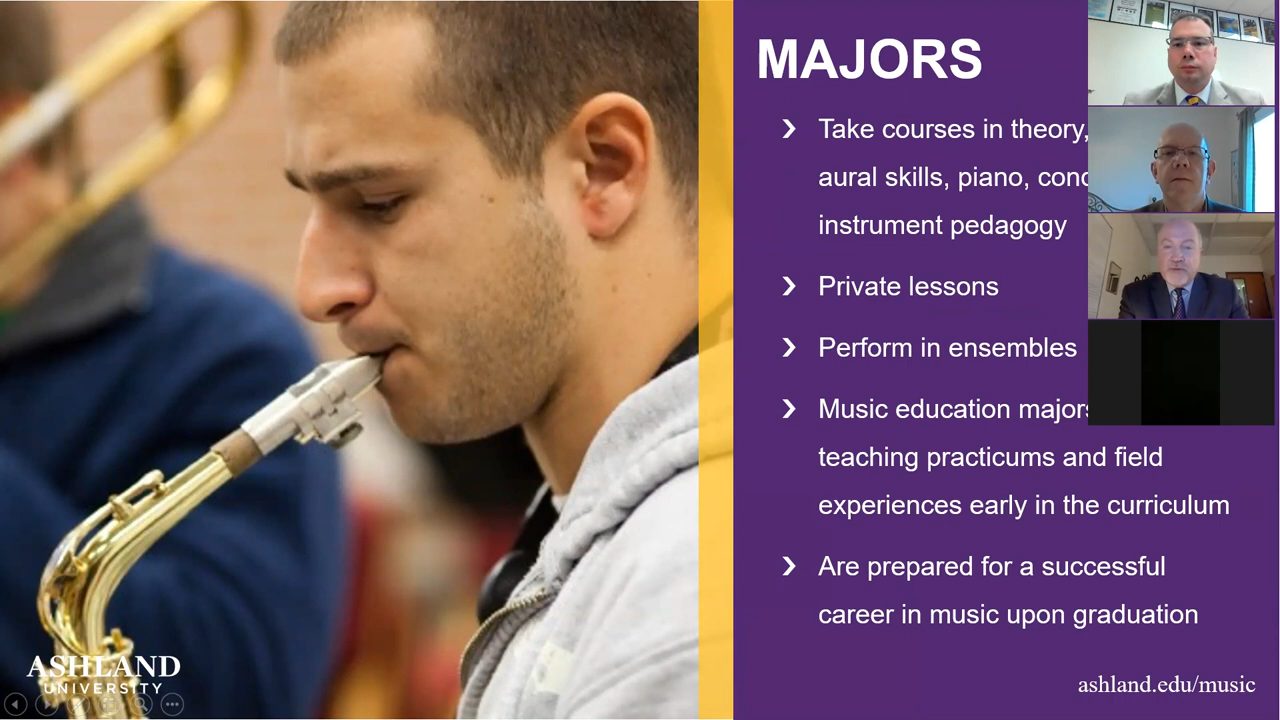 MAJORS
› Take courses in theory,
aural skills, piano,
instrument pedagogy
› Private lessons
› Perform in ensembles
› Music education majors
teaching practicums and field
experiences early in the curriculum
› Are prepared for a successful
career in music upon graduation
ashland.edu/music
ASHLAND
UNIVERSITY